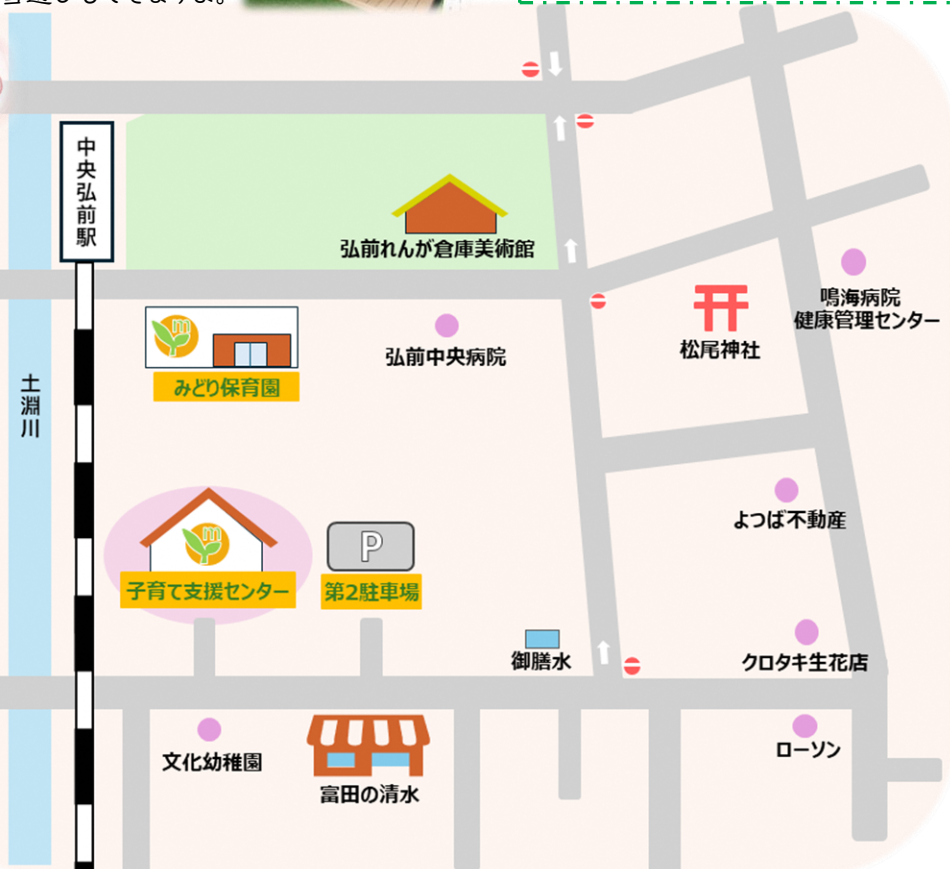 中央弘前駅
弘前れんが倉庫美術館
鳴海病院
健康管理センター
松尾神社
弘前中央病院
みどり保育園
土淵川
よつば不動産
P
子育て支援センター
第2駐車場
御膳水
クロタキ生花店
文化幼稚園
富田の清水
ローソン